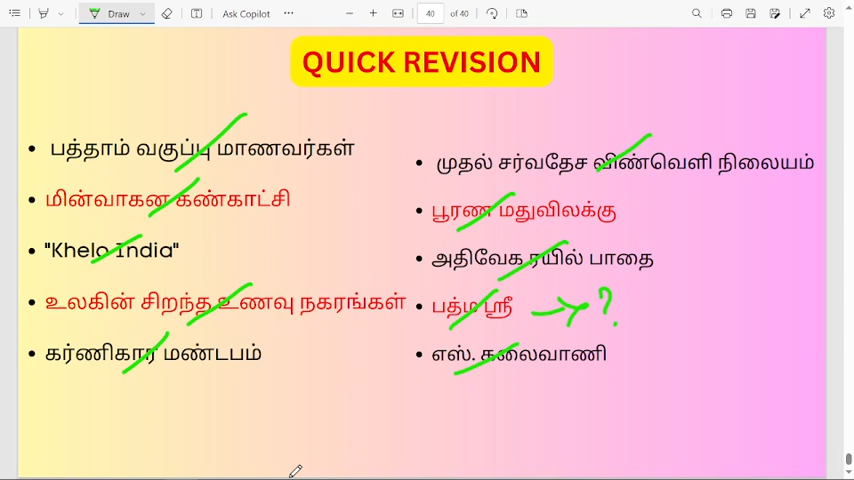 Draw
Ask Copilot
40 of 40
QUICK REVISION
• பத்தாம் வகுப்பு மாணவர்கள்
• மின்வாகன கண்காட்சி
• "Khelo India"
• உலகின் சிறந்த உணவு நகரங்கள்
• கர்ணிகார மண்டபம்
• முதல் சர்வதேச விண்வெளி நிலையம்
• பூரண மதுவிலக்கு
• அதிவேக ரயில் பாதை
• பத்ம ஸ்ரீ → ?
• எஸ். கலைவாணி